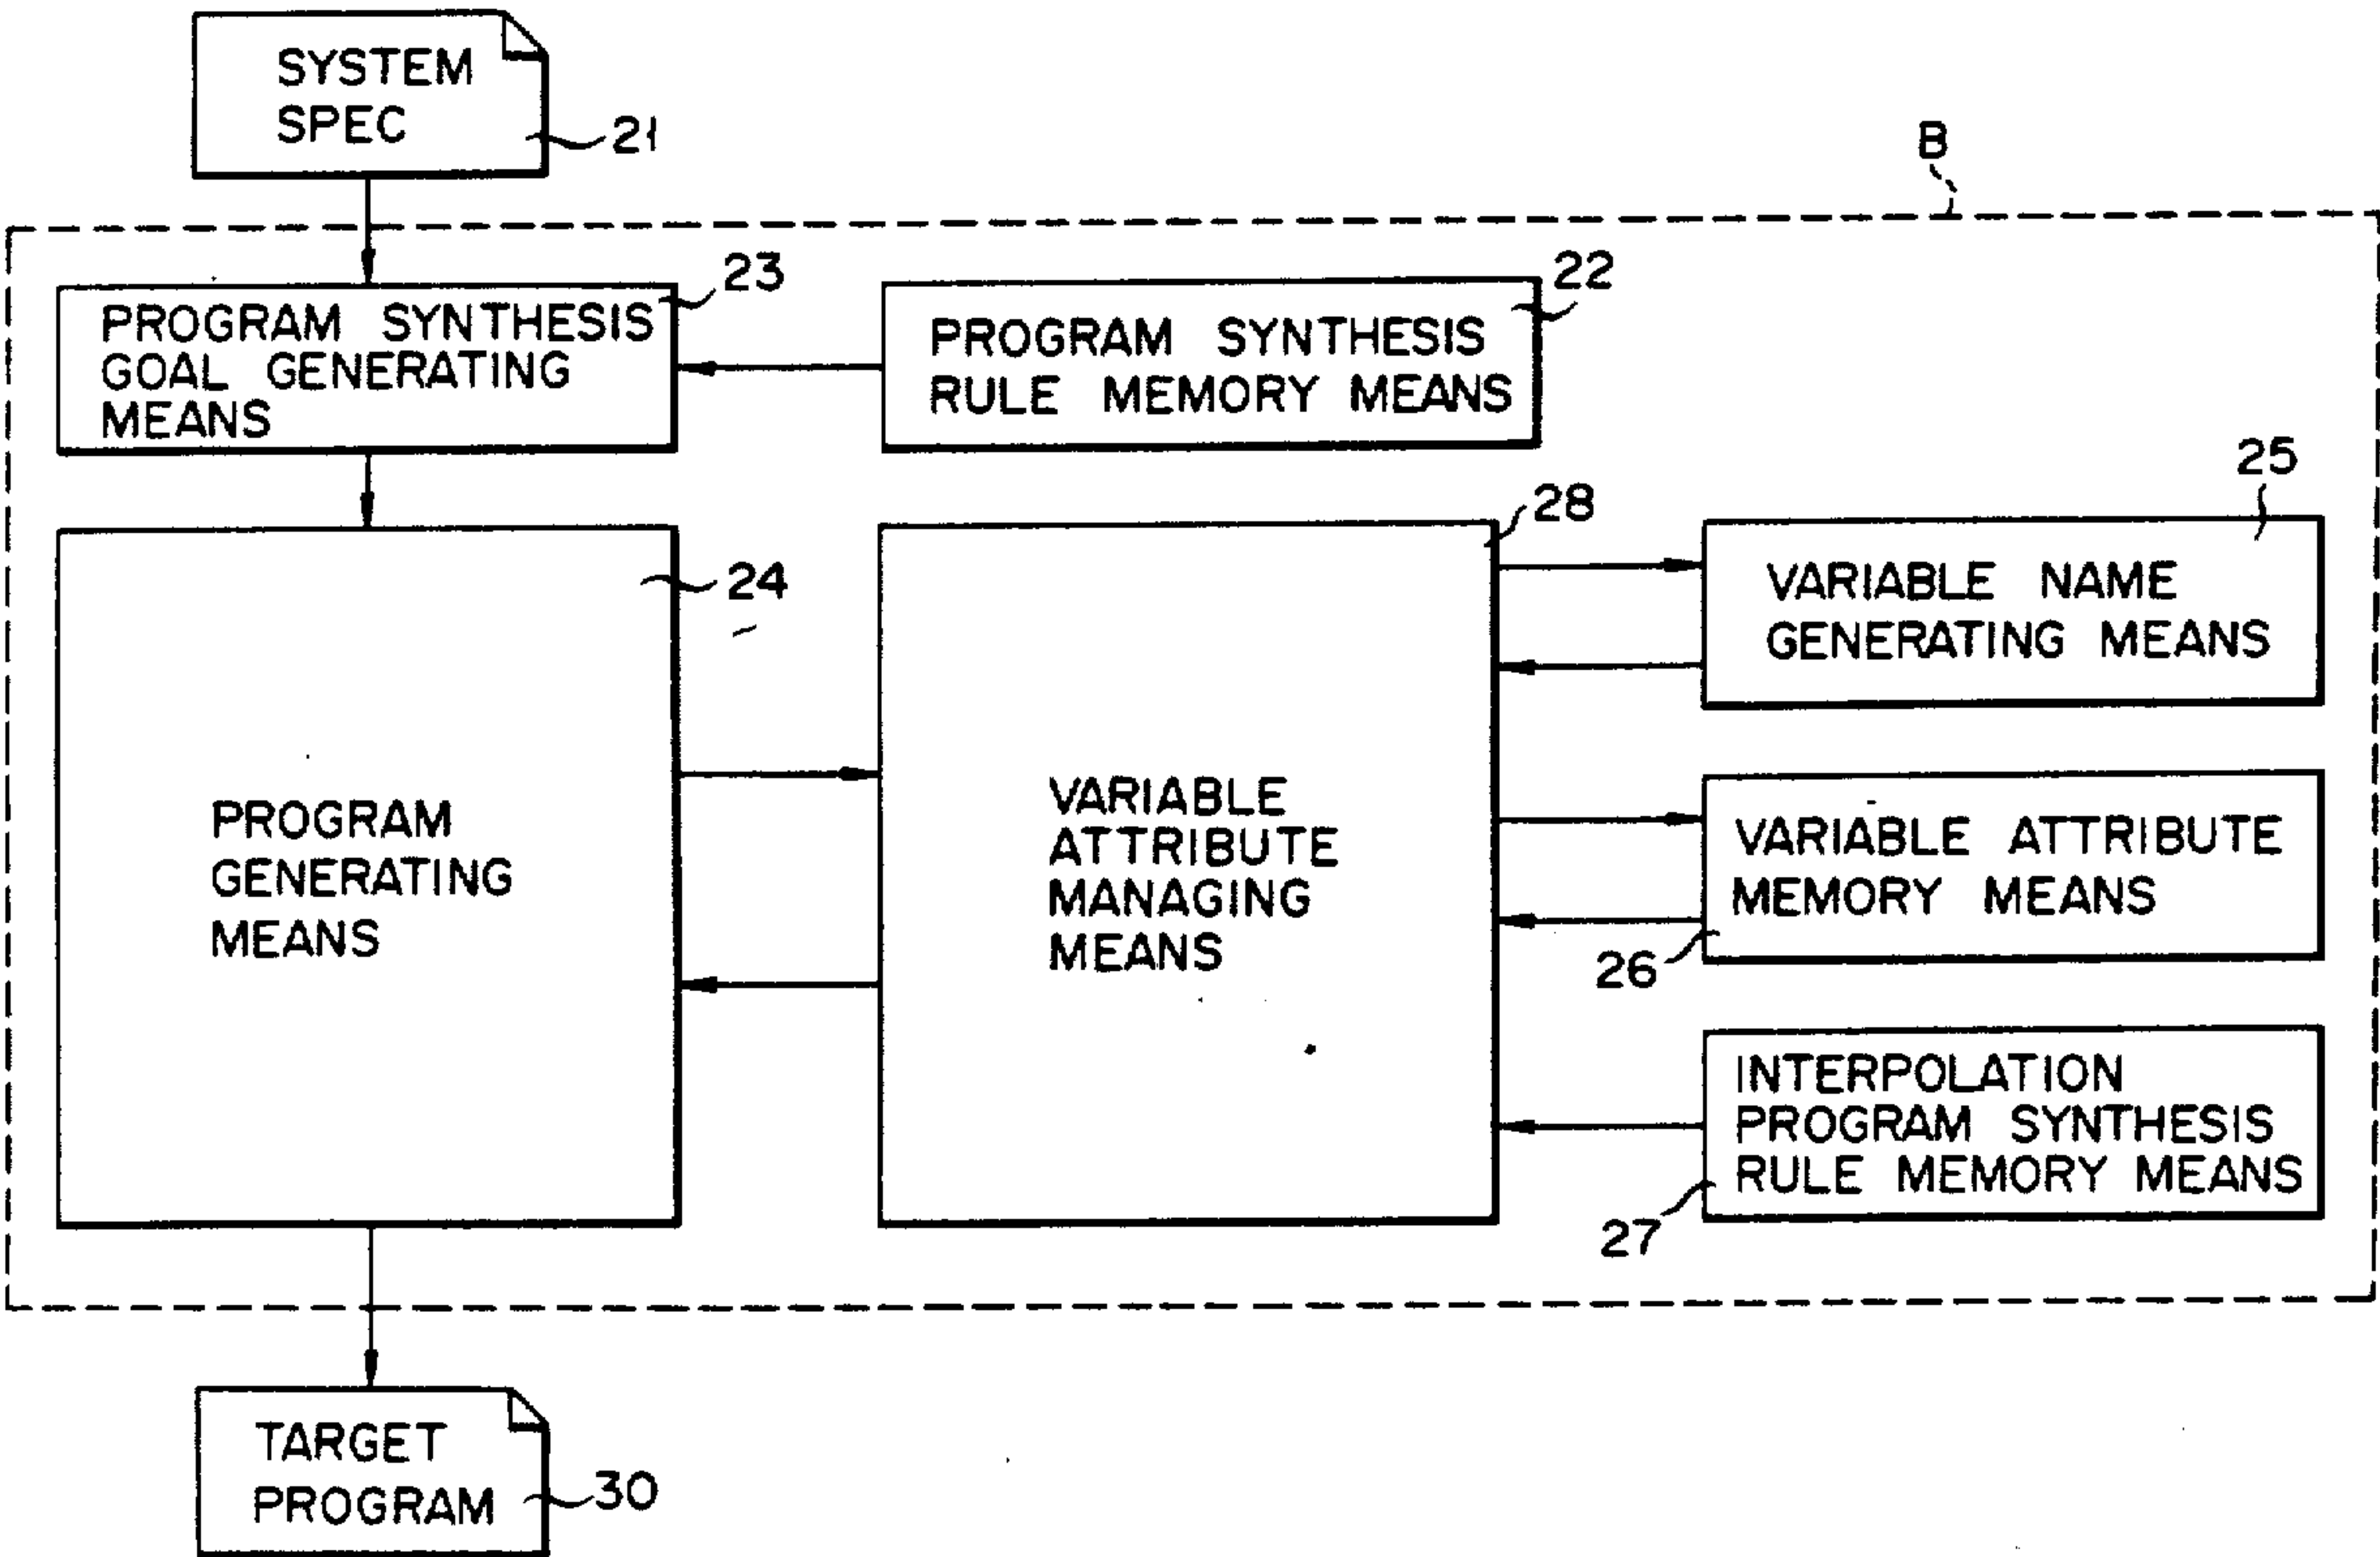 SYSTEM
SPEC
21
B
23
PROGRAM SYNTHESIS
GOAL GENERATING
MEANS
22
PROGRAM SYNTHESIS
RULE MEMORY MEANS
24
PROGRAM
GENERATING
MEANS
28
VARIABLE
ATTRIBUTE
MANAGING
MEANS
25
VARIABLE NAME
GENERATING MEANS
VARIABLE ATTRIBUTE
MEMORY MEANS
26
INTERPOLATION
PROGRAM SYNTHESIS
RULE MEMORY MEANS
27
TARGET
PROGRAM
30